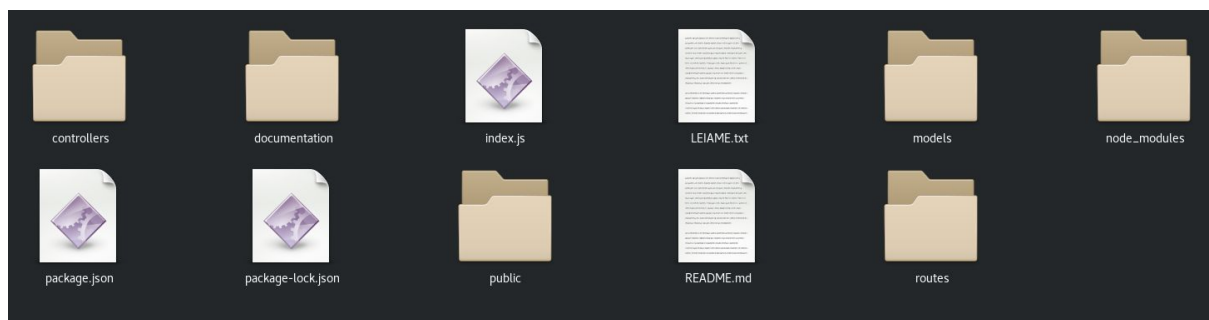 controllers
documentation
index.js
LEIAME.txt
models
node_modules
package.json
package-lock.json
public
README.md
routes